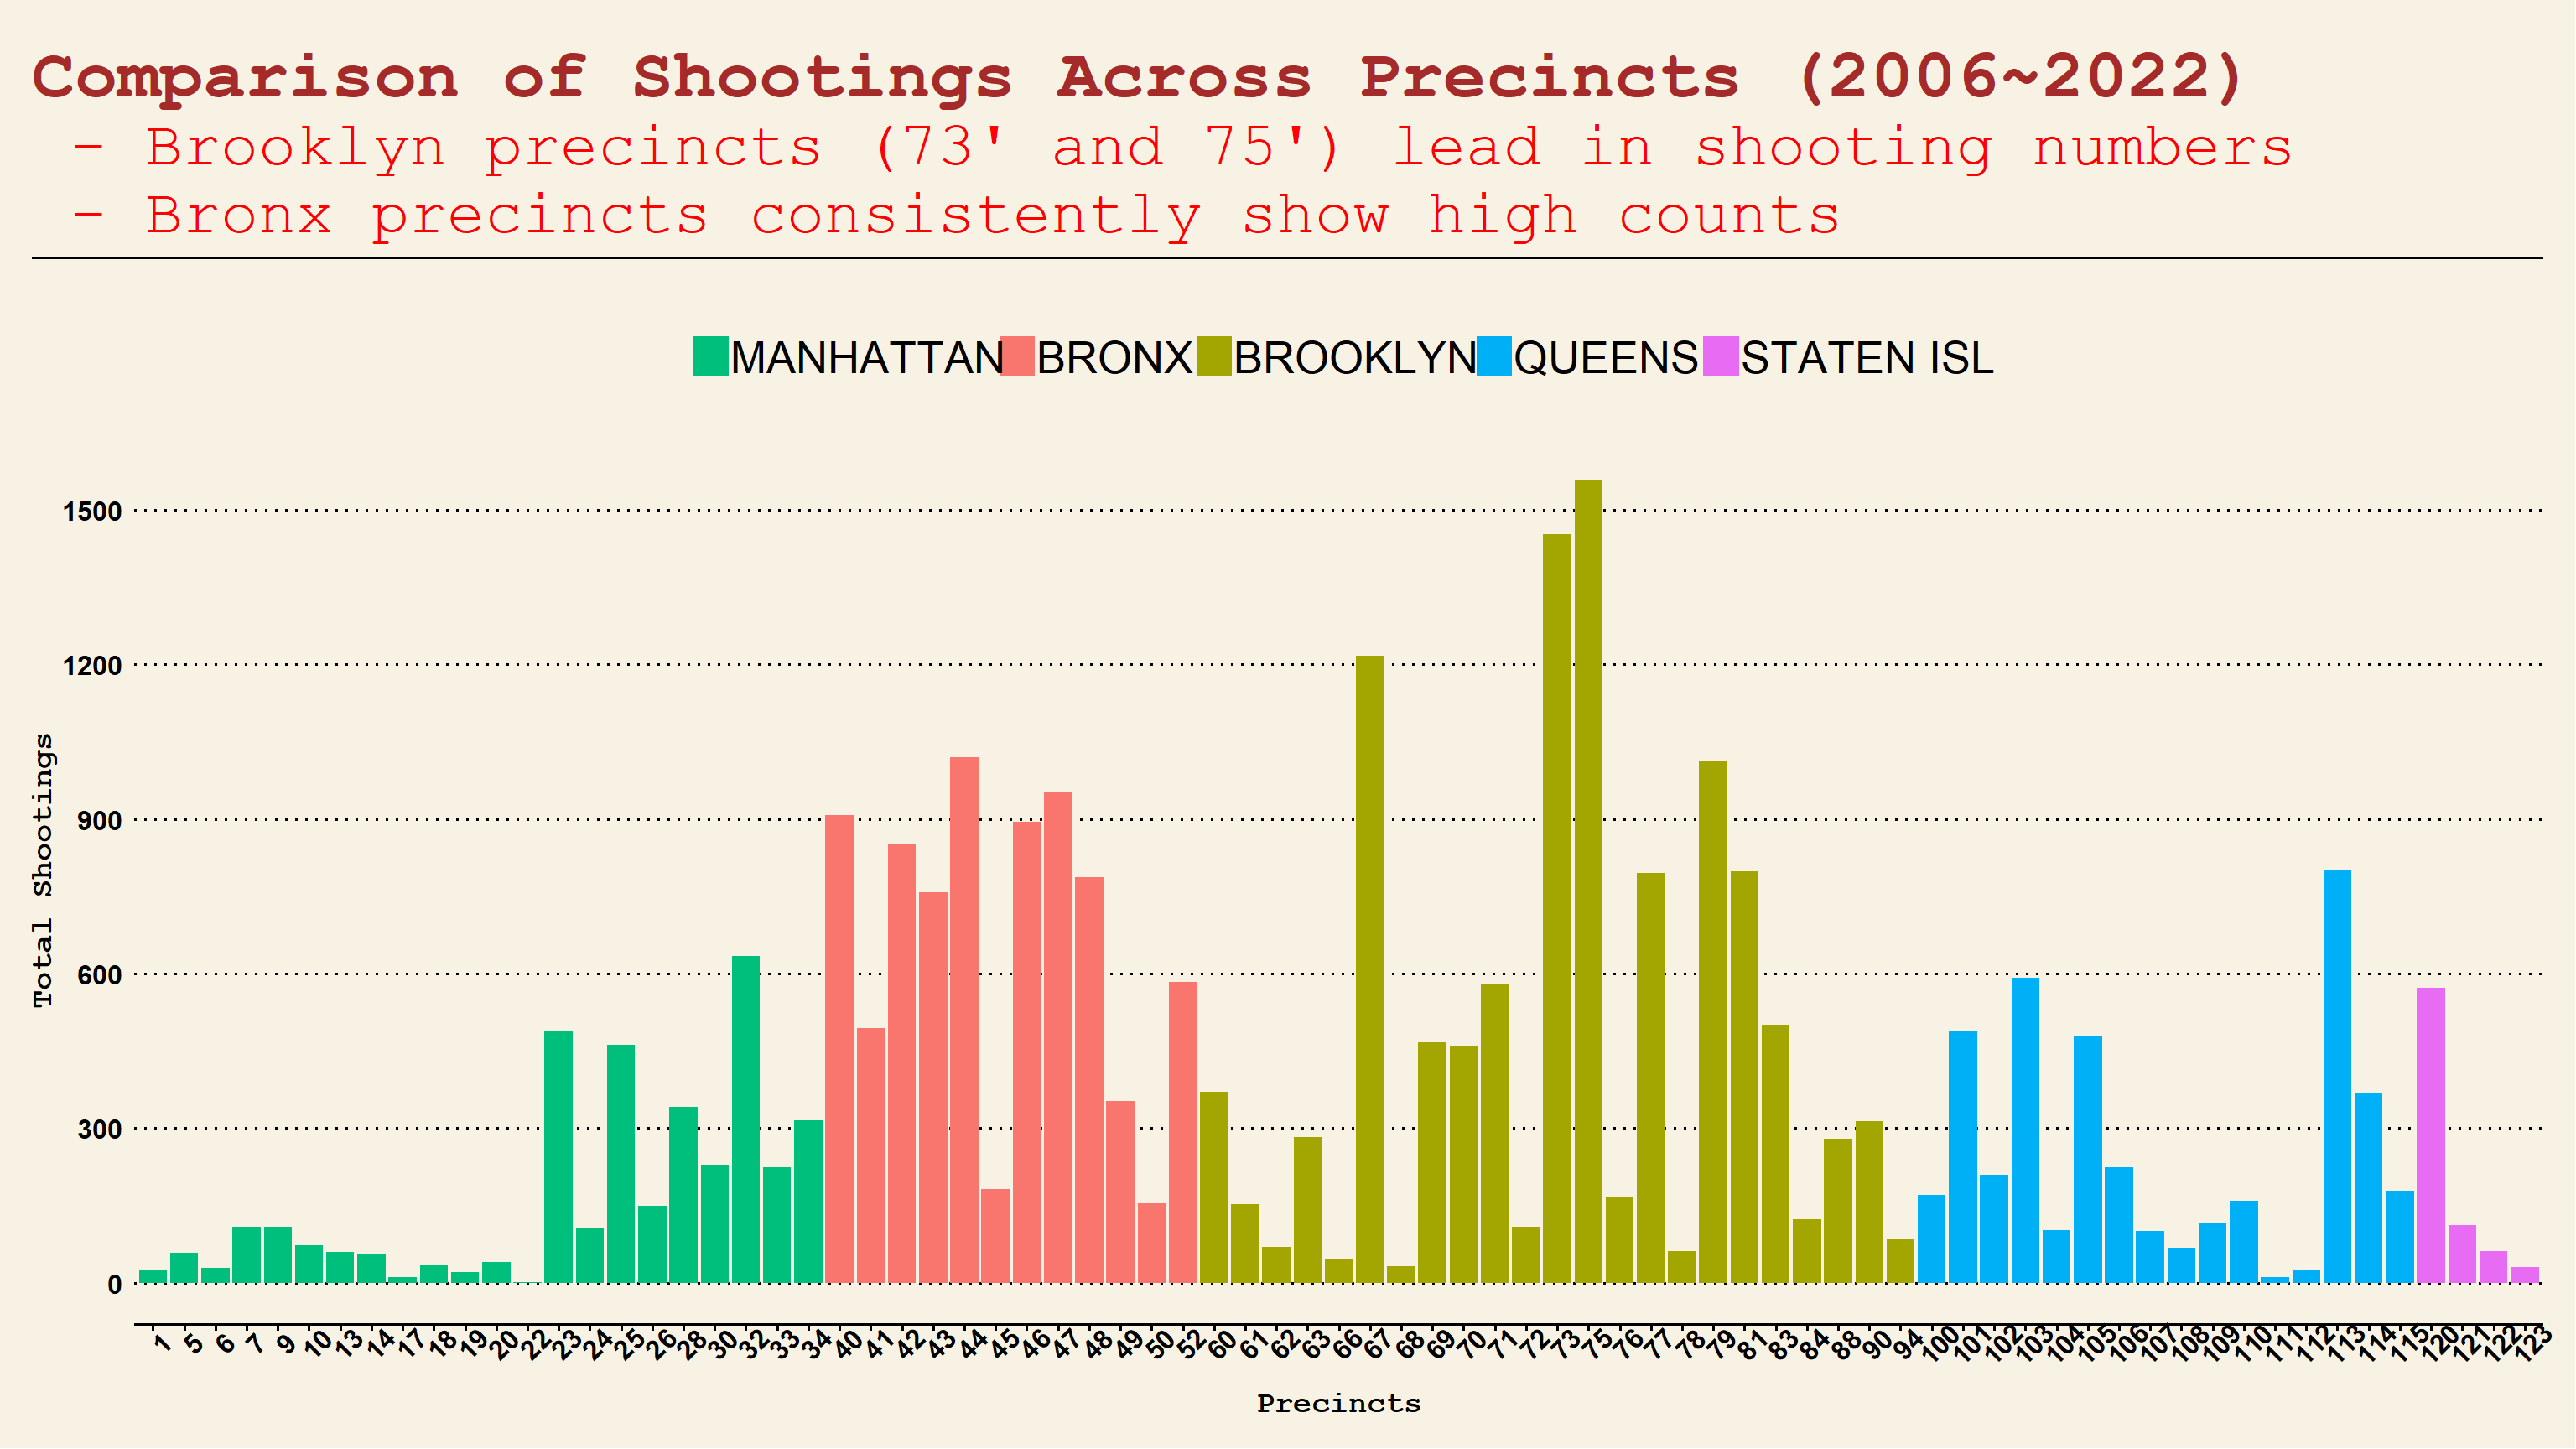 Comparison of Shootings Across Precincts (2006~2022)
- Brooklyn precincts (73' and 75') lead in shooting numbers
- Bronx precincts consistently show high counts
MANHATTAN BRONX BROOKLYN QUEENS STATEN ISL
Total Shootings
1500
1200
900
600
300
0
1 5 6 7 9 10 13 14 17 18 19 20 22 23 24 25 26 28 30 32 33 34 40 41 42 43 44 45 46 47 48 49 50 52 60 61 62 63 66 67 68 69 70 71 72 73 75 76 77 78 79 81 83 84 88 90 94 100 101 102 103 104 105 106 107 108 109 110 111 112 113 114 115 120 121 122 123
Precincts